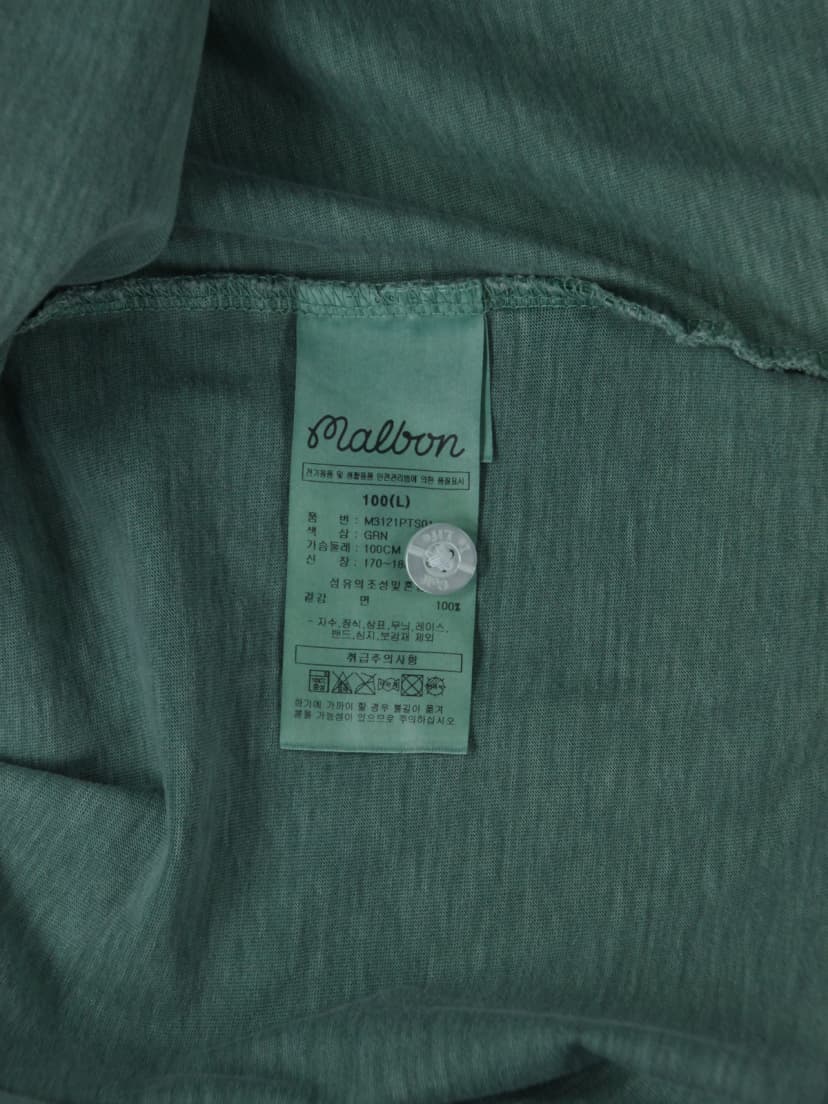 malbon
전기용품 및 생활용품 안전관리법에 의한 품질표시
100(L)
품 번 : M3121PTS01
색 상 : GRN
가슴둘레 : 100CM
신 장 : 170~18
섬유의 조성및
겉감 면 100%
- 자수,장식,상표,무늬,레이스,
밴드,심지,보강재 제외
취급주의사항
화기에 가까이 할 경우 불길이 옮겨
붙을 가능성이 있으므로 주의하십시오